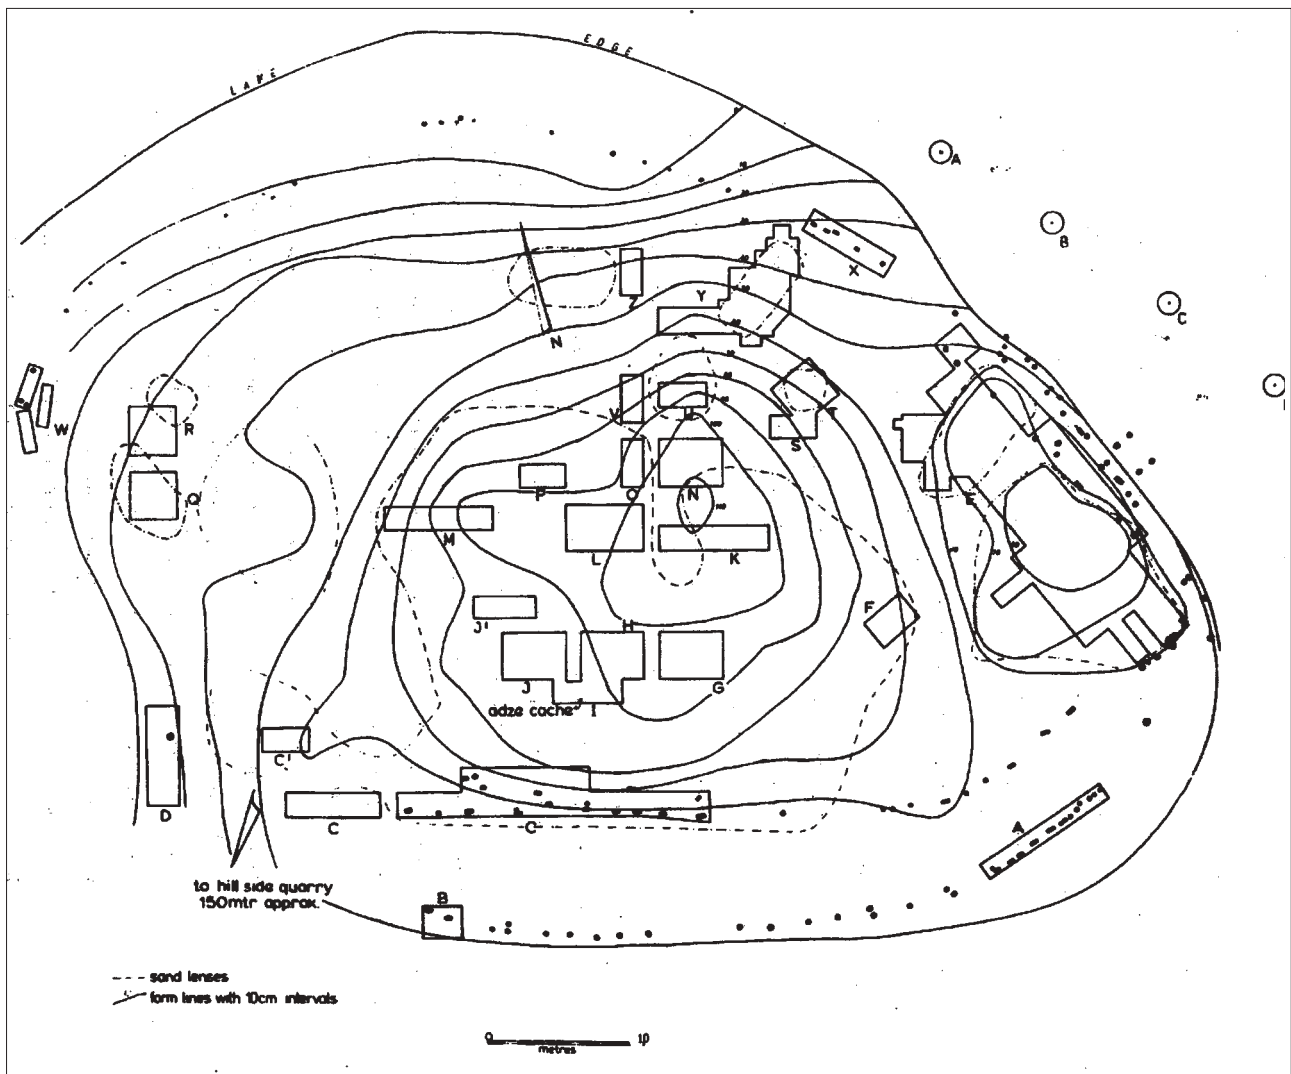 LAKE EDGE
A
B
C
X
Z
Y
N
R
W
V
U
T
S
Q
P
O
N
E
M
L
K
F
J'
H
J
G
adze cache
I
C'
D
C
C
A
to hill side quarry
150mtr approx.
B
sand lenses
form lines with 10cm intervals
0 10
metres